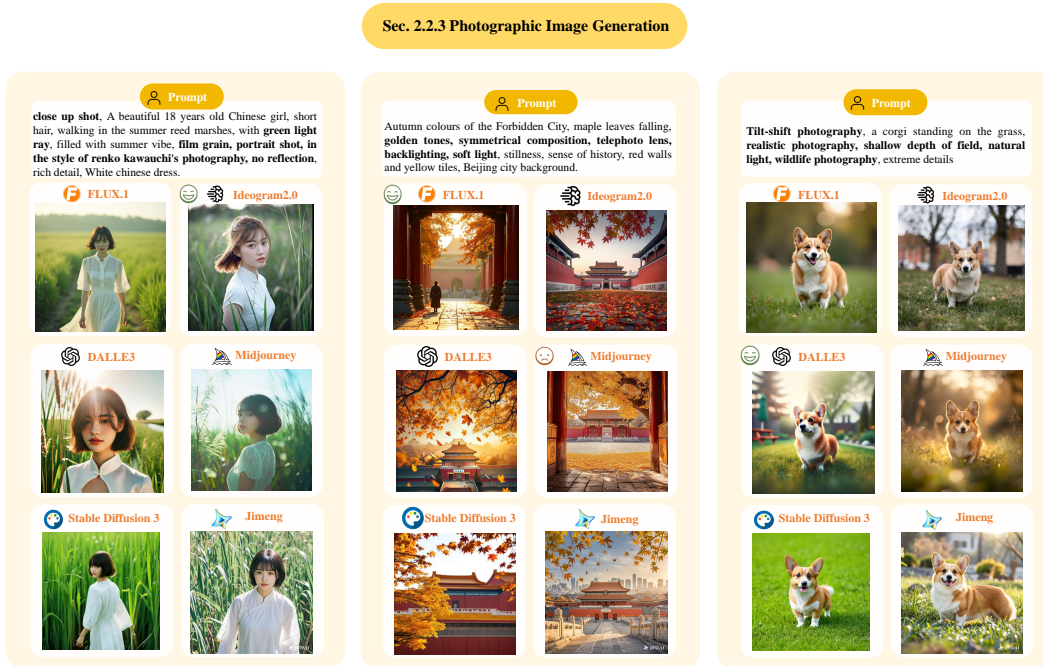 Sec. 2.2.3 Photographic Image Generation
Prompt
close up shot, A beautiful 18 years old Chinese girl, short
hair, walking in the summer reed marshes, with green light
ray, filled with summer vibe, film grain, portrait shot, in
the style of renko kawauchi's photography, no reflection,
rich detail, White chinese dress.
FLUX.1
Ideogram2.0
DALLE3
Midjourney
Stable Diffusion 3
Jimeng
Prompt
Autumn colours of the Forbidden City, maple leaves falling,
golden tones, symmetrical composition, telephoto lens,
backlighting, soft light, stillness, sense of history, red walls
and yellow tiles, Beijing city background.
FLUX.1
Ideogram2.0
DALLE3
Midjourney
Stable Diffusion 3
Jimeng
Prompt
Tilt-shift photography, a corgi standing on the grass,
realistic photography, shallow depth of field, natural
light, wildlife photography, extreme details
FLUX.1
Ideogram2.0
DALLE3
Midjourney
Stable Diffusion 3
Jimeng